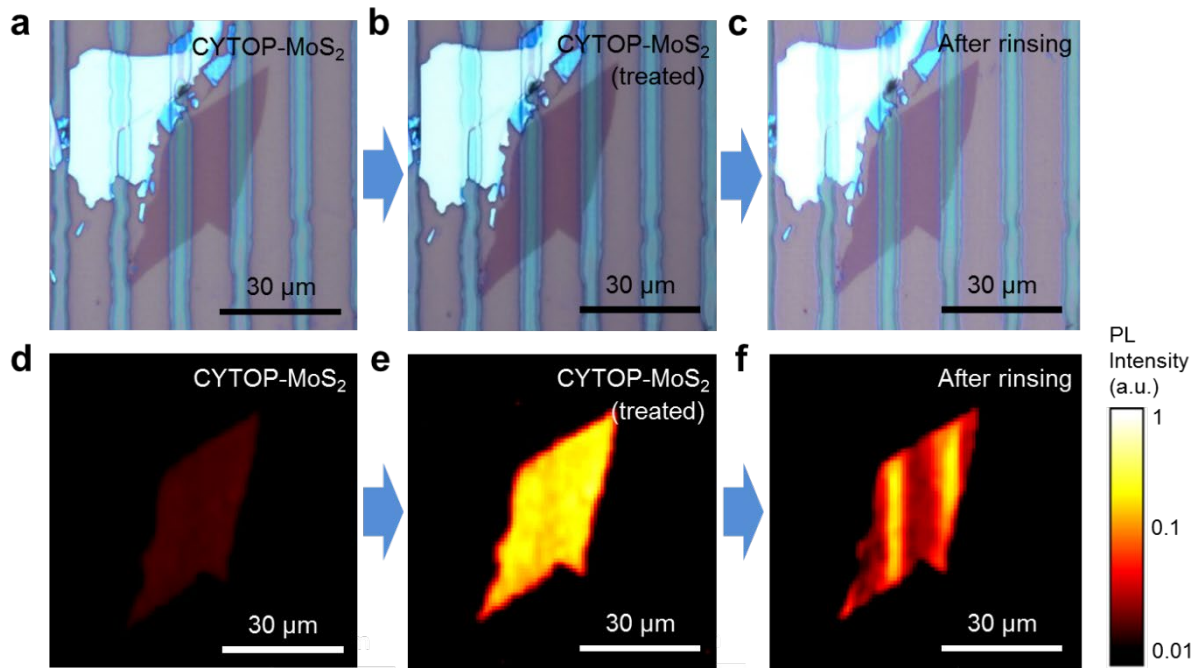 a
CYTOP-MoS₂
30 µm
b
CYTOP-MoS₂
(treated)
30 µm
c
After rinsing
30 µm
d
CYTOP-MoS₂
30 µm
e
CYTOP-MoS₂
(treated)
30 µm
f
After rinsing
30 µm
PL
Intensity
(a.u.)
1
0.1
0.01